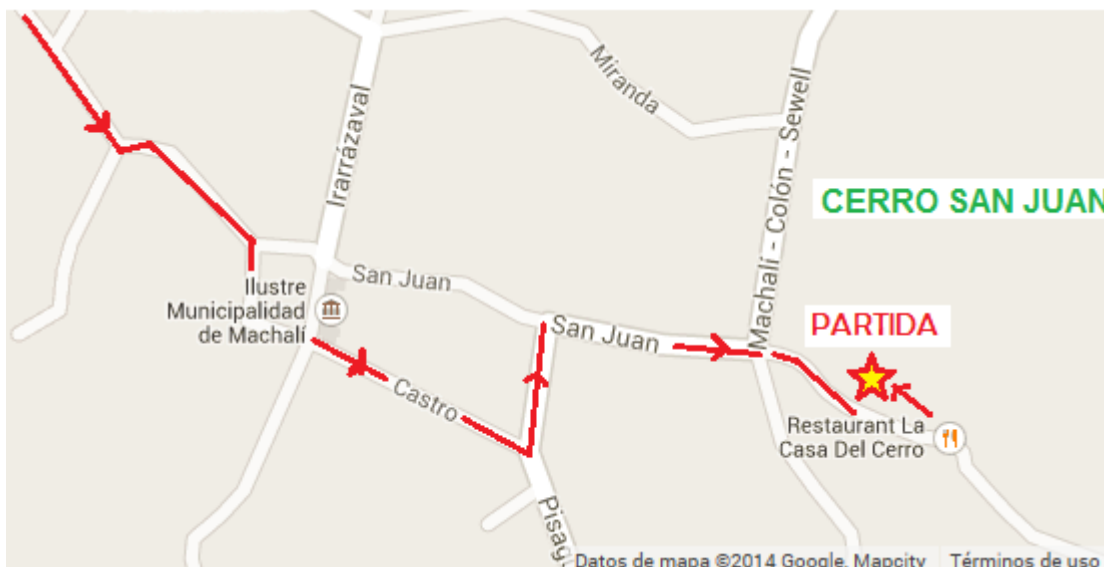 Miranda
Irarrázaval
Machalí - Colón - Sewell
CERRO SAN JUAN
San Juan
Ilustre
Municipalidad
de Machalí
San Juan
PARTIDA
Castro
Restaurant La
Casa Del Cerro
Pisag
Datos de mapa ©2014 Google, Mapcity
Términos de uso